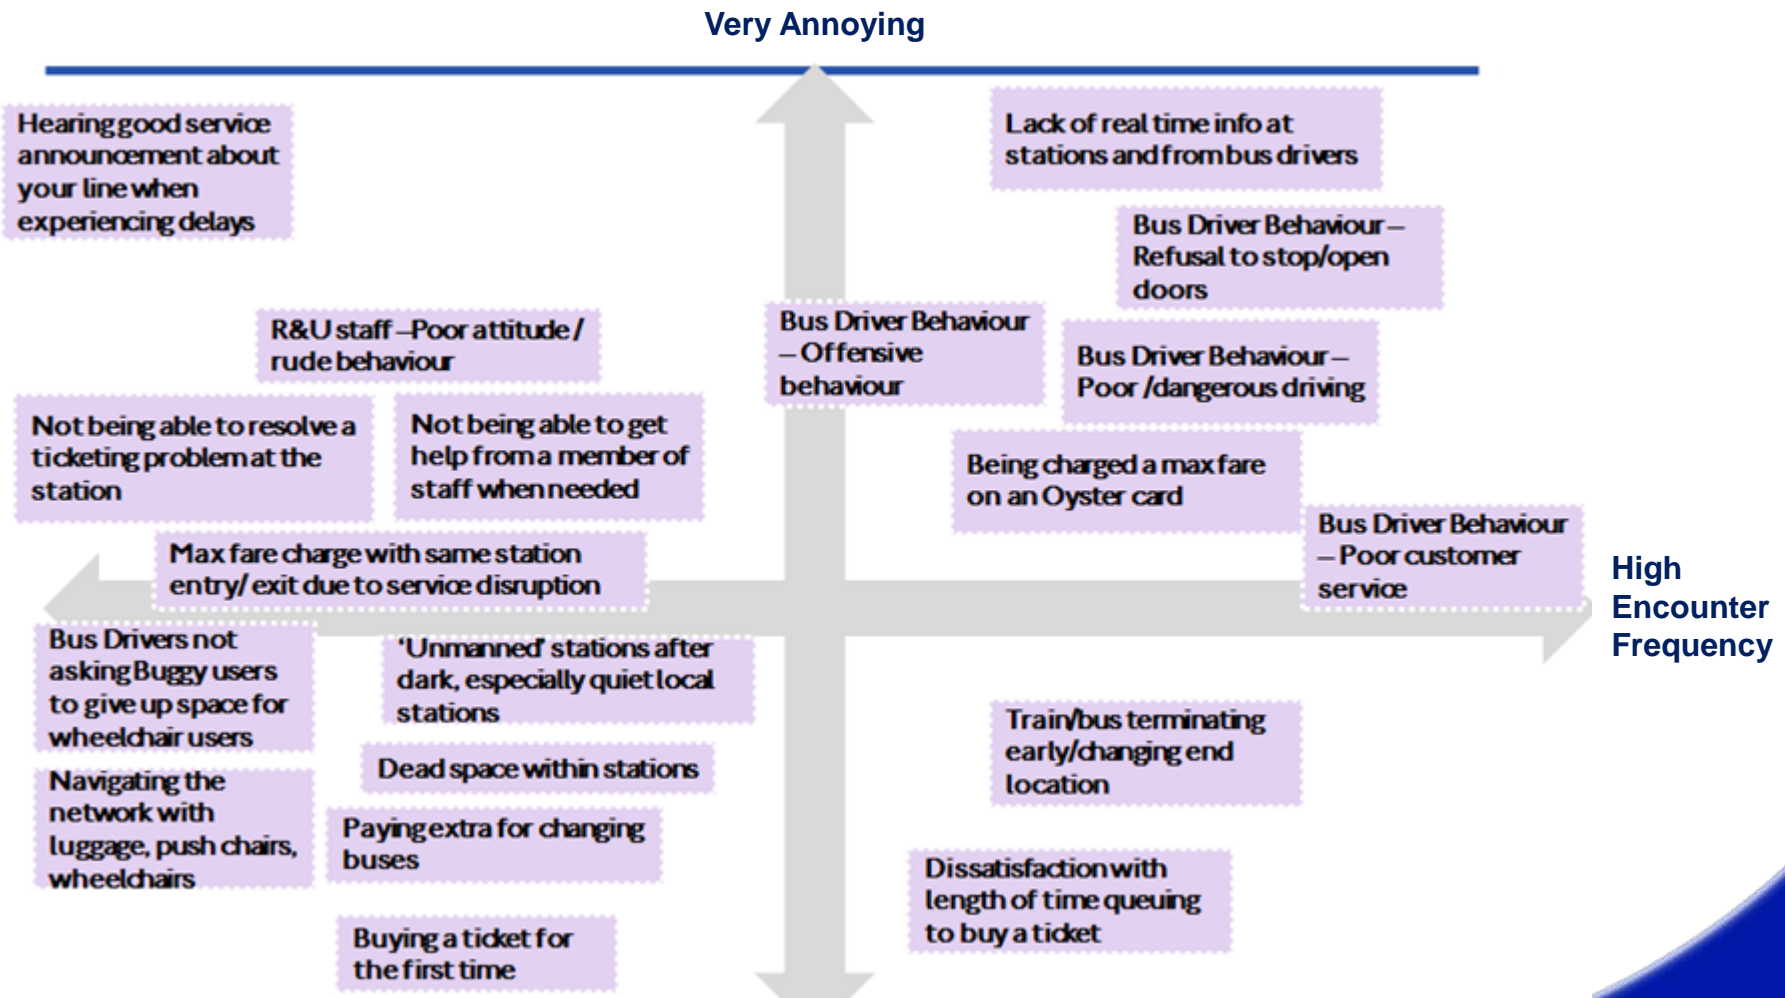 Very Annoying
Hearing good service
announcement about
your line when
experiencing delays
Lack of real time info at
stations and from bus drivers
Bus Driver Behaviour –
Refusal to stop/open
doors
R&U staff –Poor attitude /
rude behaviour
Bus Driver Behaviour
– Offensive
behaviour
Bus Driver Behaviour –
Poor /dangerous driving
Not being able to resolve a
ticketing problem at the
station
Not being able to get
help from a member of
staff when needed
Being charged a max fare
on an Oyster card
Bus Driver Behaviour
– Poor customer
service
Max fare charge with same station
entry/ exit due to service disruption
High
Encounter
Frequency
Bus Drivers not
asking Buggy users
to give up space for
wheelchair users
‘Unmanned’ stations after
dark, especially quiet local
stations
Train/bus terminating
early/changing end
location
Dead space within stations
Navigating the
network with
luggage, push chairs,
wheelchairs
Paying extra for changing
buses
Dissatisfaction with
length of time queuing
to buy a ticket
Buying a ticket for
the first time